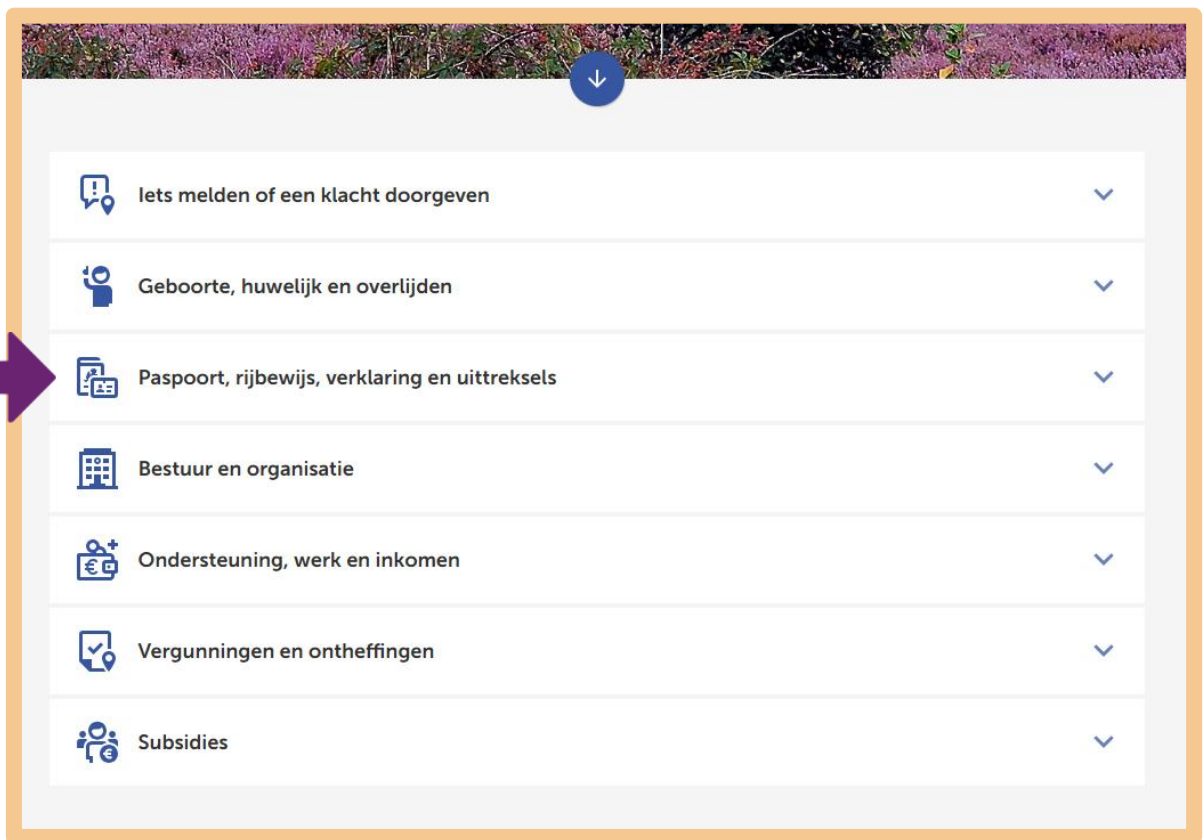 Iets melden of een klacht doorgeven
Geboorte, huwelijk en overlijden
Paspoort, rijbewijs, verklaring en uittreksels
Bestuur en organisatie
Ondersteuning, werk en inkomen
Vergunningen en ontheffingen
Subsidies